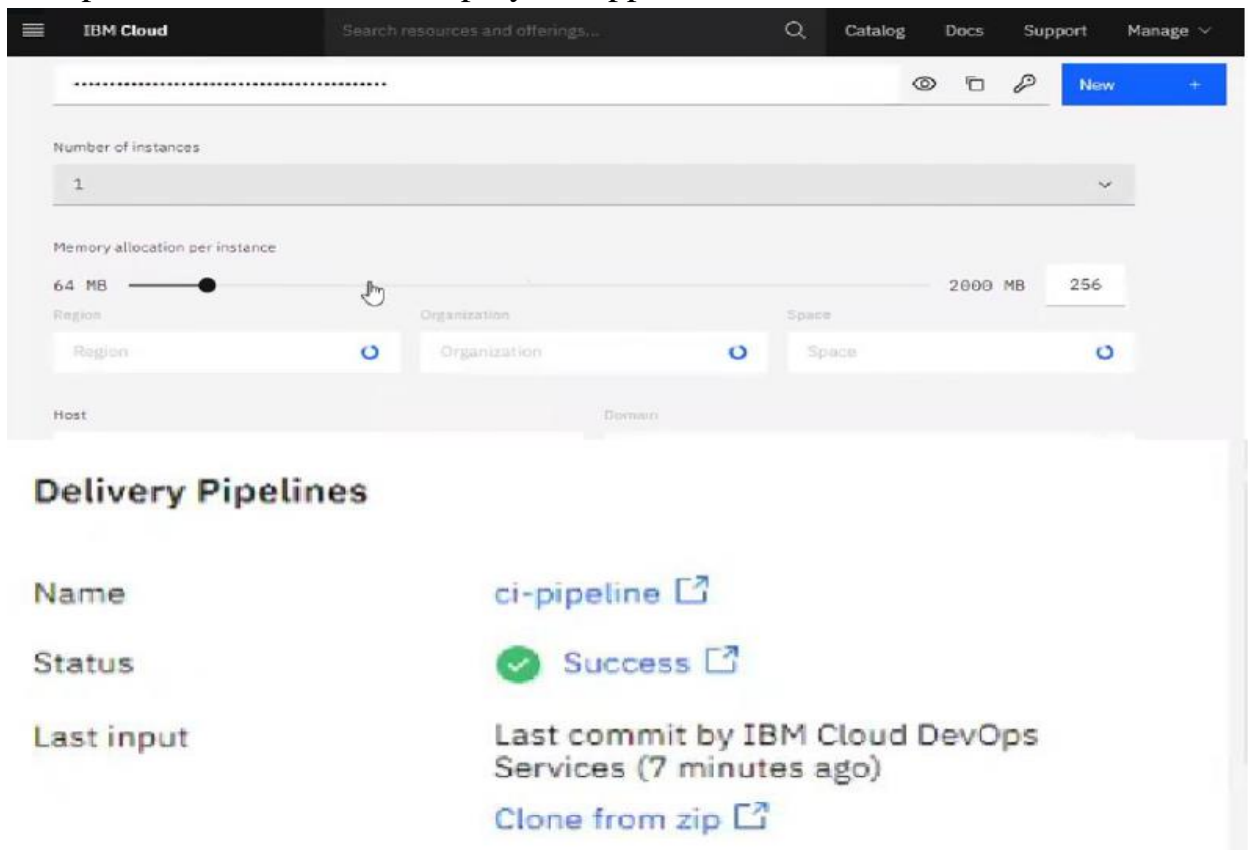 IBM Cloud Search resources and offerings... Catalog Docs Support Manage
•••••••••••••••••••••••••••••••••••••••••••• New +
Number of instances
1
Memory allocation per instance
64 MB 2000 MB 256
Region Organization Space
Region Organization Space
Host Domain
Delivery Pipelines
Name ci-pipeline
Status Success
Last input Last commit by IBM Cloud DevOps
Services (7 minutes ago)
Clone from zip